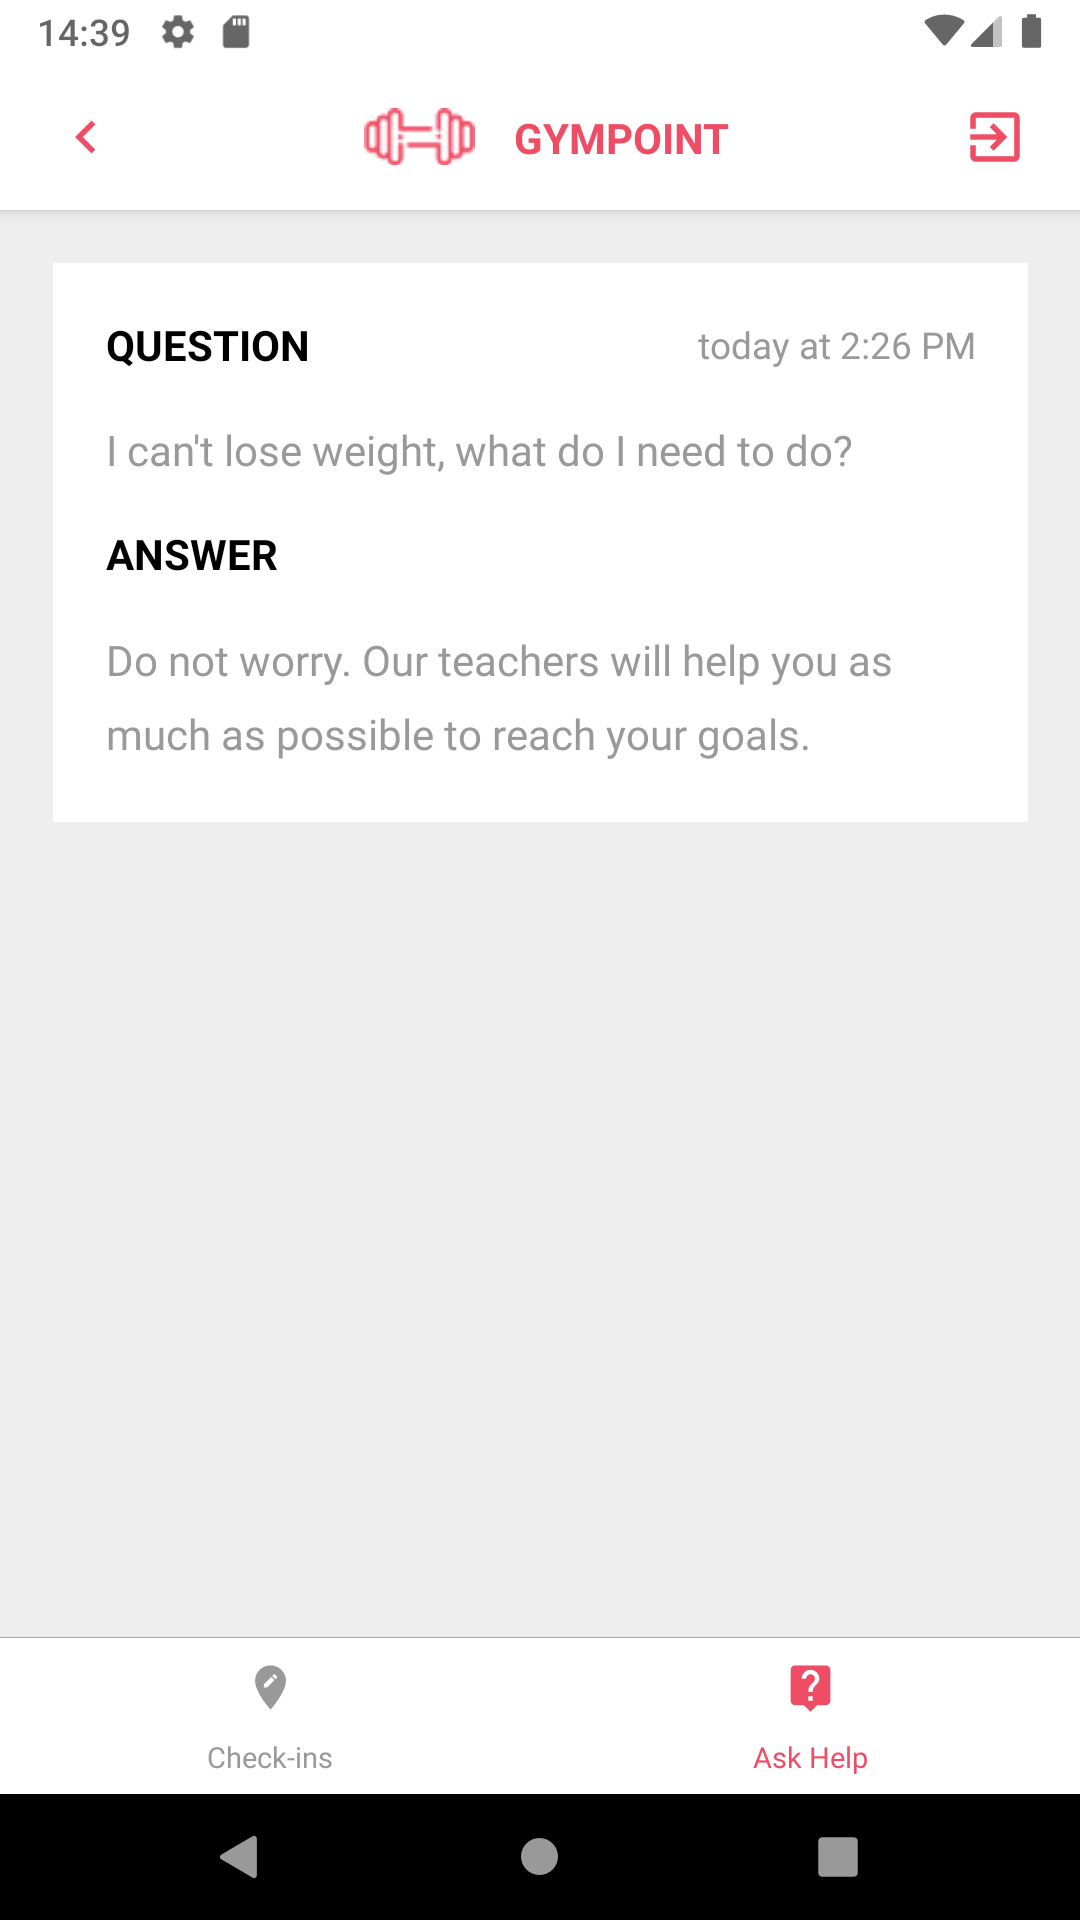 14:39
GYMPOINT
QUESTION
today at 2:26 PM
I can't lose weight, what do I need to do?
ANSWER
Do not worry. Our teachers will help you as
much as possible to reach your goals.
Check-ins
Ask Help